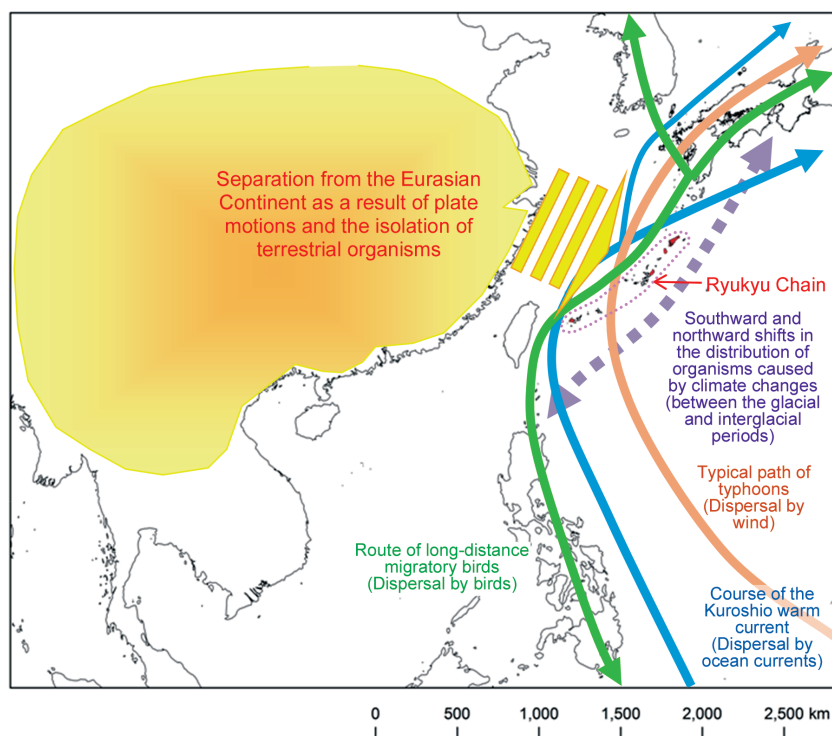 Separation from the Eurasian
Continent as a result of plate
motions and the isolation of
terrestrial organisms
Ryukyu Chain
Southward and
northward shifts in
the distribution of
organisms caused
by climate changes
(between the glacial
and interglacial
periods)
Typical path of
typhoons
(Dispersal by
wind)
Route of long-distance
migratory birds
(Dispersal by birds)
Course of the
Kuroshio warm
current
(Dispersal by
ocean currents)
0 500 1,000 1,500 2,000 2,500 km